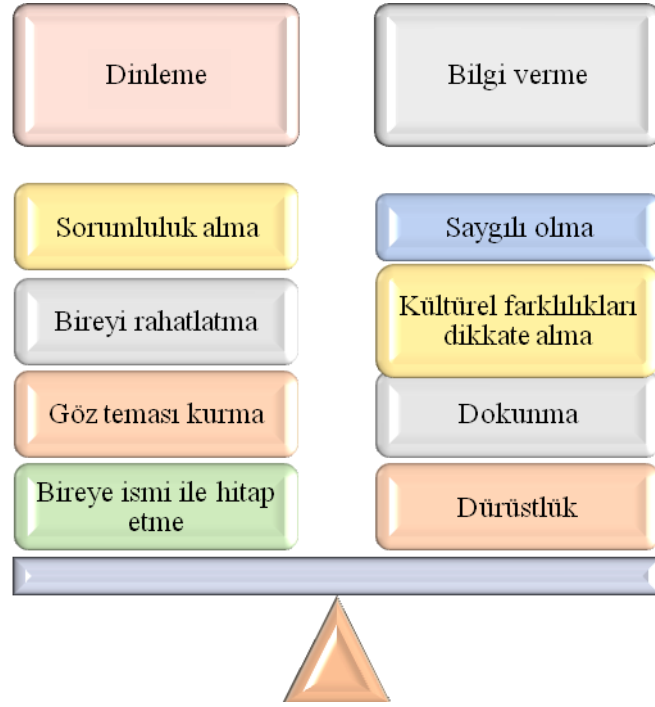 Dinleme
Bilgi verme
Sorumluluk alma
Bireyi rahatlatma
Göz teması kurma
Bireye ismi ile hitap
etme
Saygılı olma
Kültürel farklılıkları
dikkate alma
Dokunma
Dürüstlük